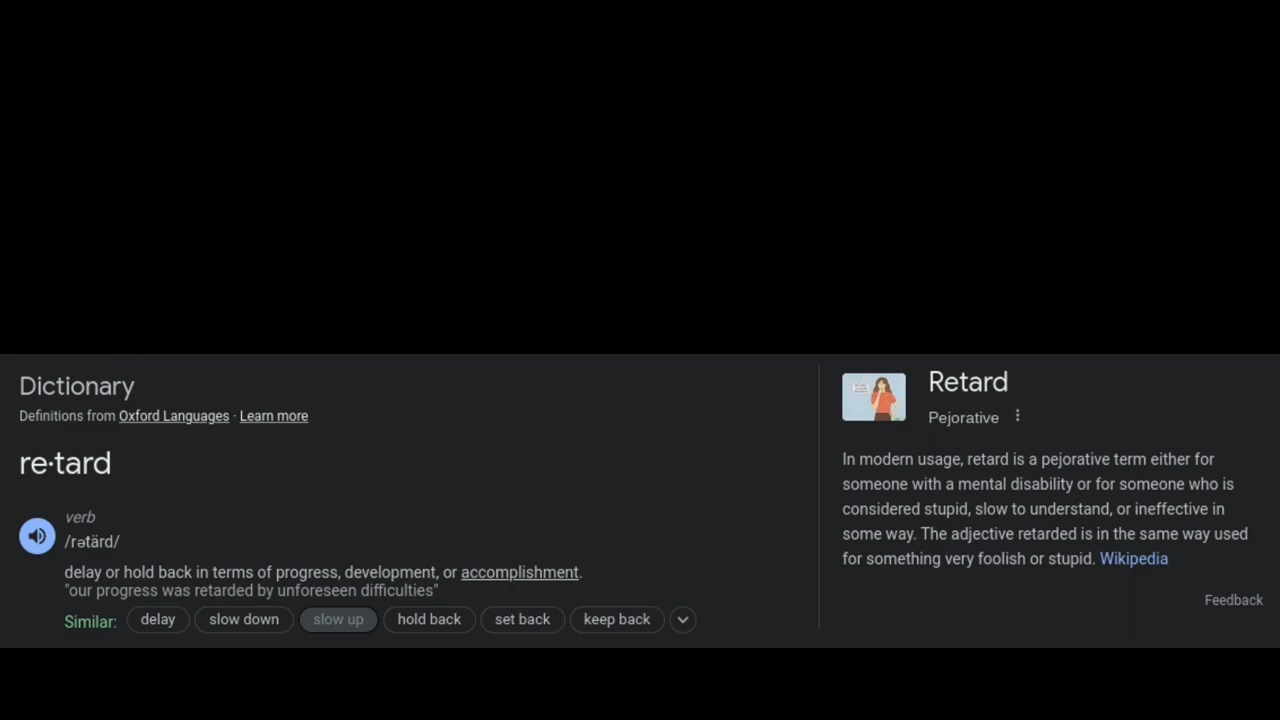 Dictionary
Definitions from Oxford Languages · Learn more
re·tard
verb
/rətärd/
delay or hold back in terms of progress, development, or accomplishment.
"our progress was retarded by unforeseen difficulties"
Similar: delay slow down slow up hold back set back keep back
Retard
Pejorative
In modern usage, retard is a pejorative term either for
someone with a mental disability or for someone who is
considered stupid, slow to understand, or ineffective in
some way. The adjective retarded is in the same way used
for something very foolish or stupid. Wikipedia
Feedback